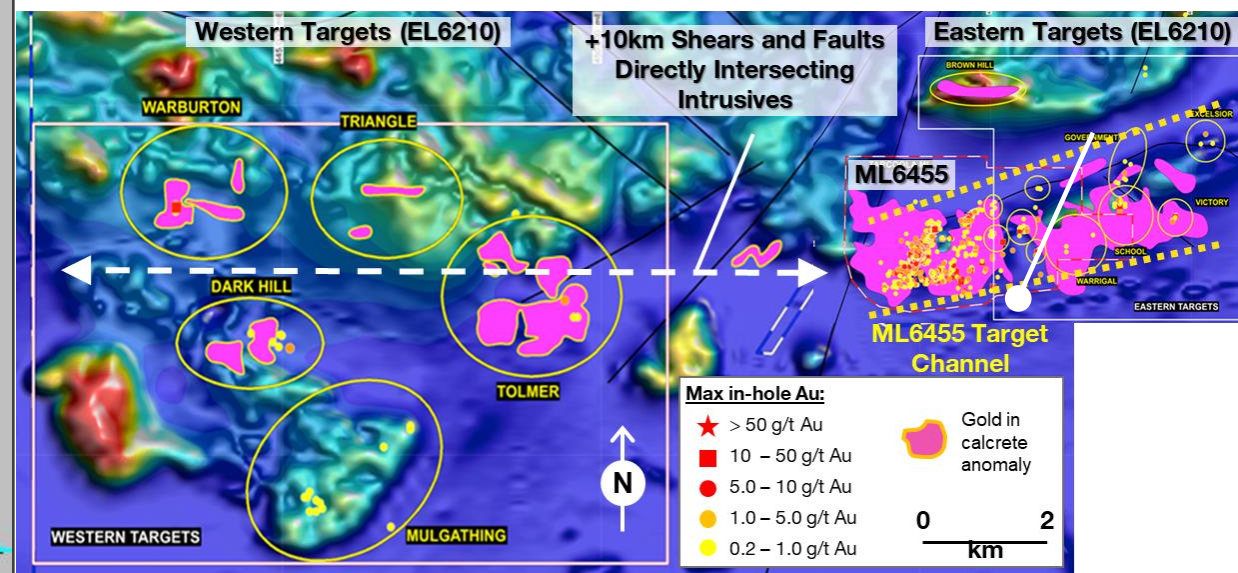 Western Targets (EL6210)
+10km Shears and Faults
Directly Intersecting
Intrusives
Eastern Targets (EL6210)
BROWN HILL
WARBURTON
TRIANGLE
EXCELSIOR
GOVERNMENT
ML6455
VICTORY
SCHOOL
WARRIGAL
EASTERN TARGETS
DARK HILL
TOLMER
ML6455 Target
Channel
MULGATHING
WESTERN TARGETS
N
Max in-hole Au:
> 50 g/t Au
10 – 50 g/t Au
5.0 – 10 g/t Au
1.0 – 5.0 g/t Au
0.2 – 1.0 g/t Au
Gold in
calcrete
anomaly
0 2
km